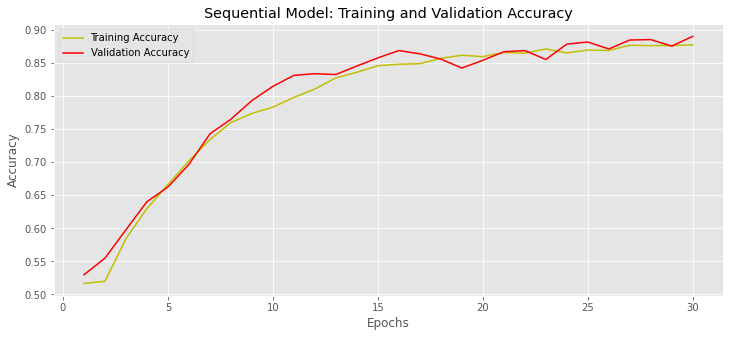 Sequential Model: Training and Validation Accuracy
Training Accuracy
Validation Accuracy
0.90
0.85
0.80
0.75
0.70
0.65
0.60
0.55
0.50
Accuracy
0 5 10 15 20 25 30
Epochs